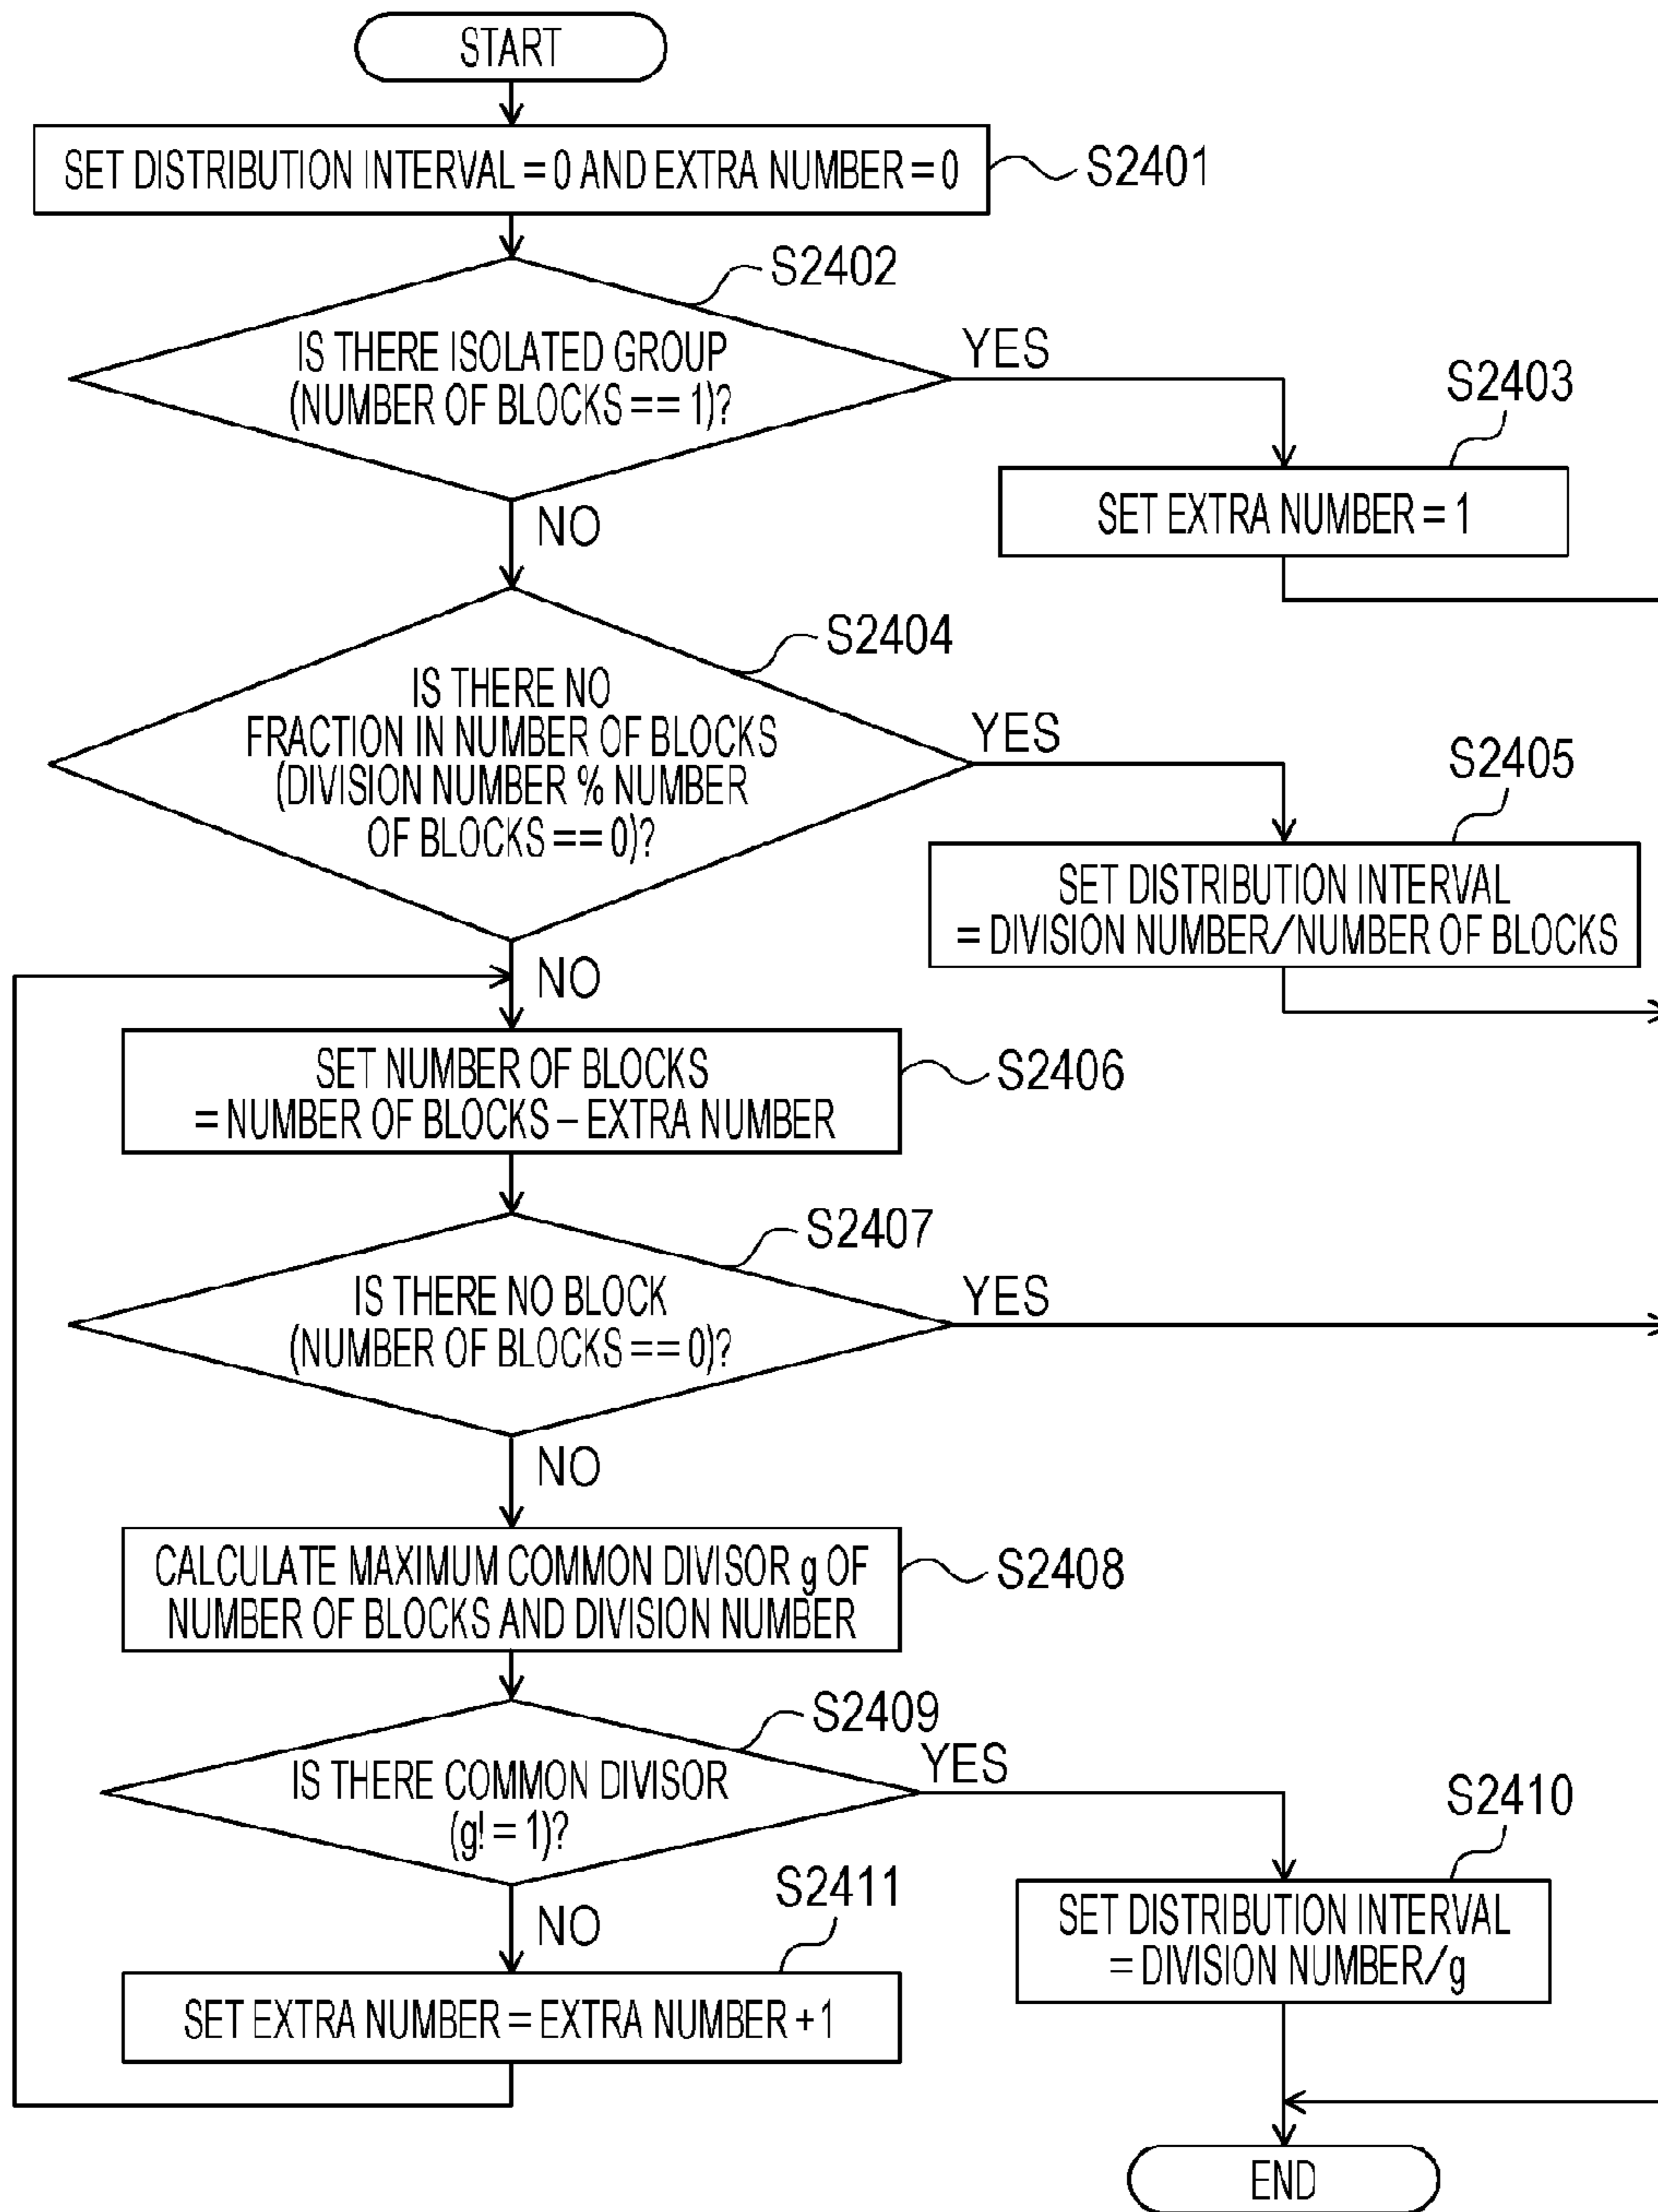 START
SET DISTRIBUTION INTERVAL = 0 AND EXTRA NUMBER = 0
S2401
S2402
IS THERE ISOLATED GROUP
(NUMBER OF BLOCKS == 1)?
YES
S2403
SET EXTRA NUMBER = 1
NO
S2404
IS THERE NO
FRACTION IN NUMBER OF BLOCKS
(DIVISION NUMBER % NUMBER
OF BLOCKS == 0)?
YES
S2405
SET DISTRIBUTION INTERVAL
= DIVISION NUMBER/NUMBER OF BLOCKS
NO
SET NUMBER OF BLOCKS
= NUMBER OF BLOCKS – EXTRA NUMBER
S2406
S2407
IS THERE NO BLOCK
(NUMBER OF BLOCKS == 0)?
YES
NO
CALCULATE MAXIMUM COMMON DIVISOR g OF
NUMBER OF BLOCKS AND DIVISION NUMBER
S2408
S2409
IS THERE COMMON DIVISOR
(g! = 1)?
YES
S2410
SET DISTRIBUTION INTERVAL
= DIVISION NUMBER/g
NO
S2411
SET EXTRA NUMBER = EXTRA NUMBER +1
END